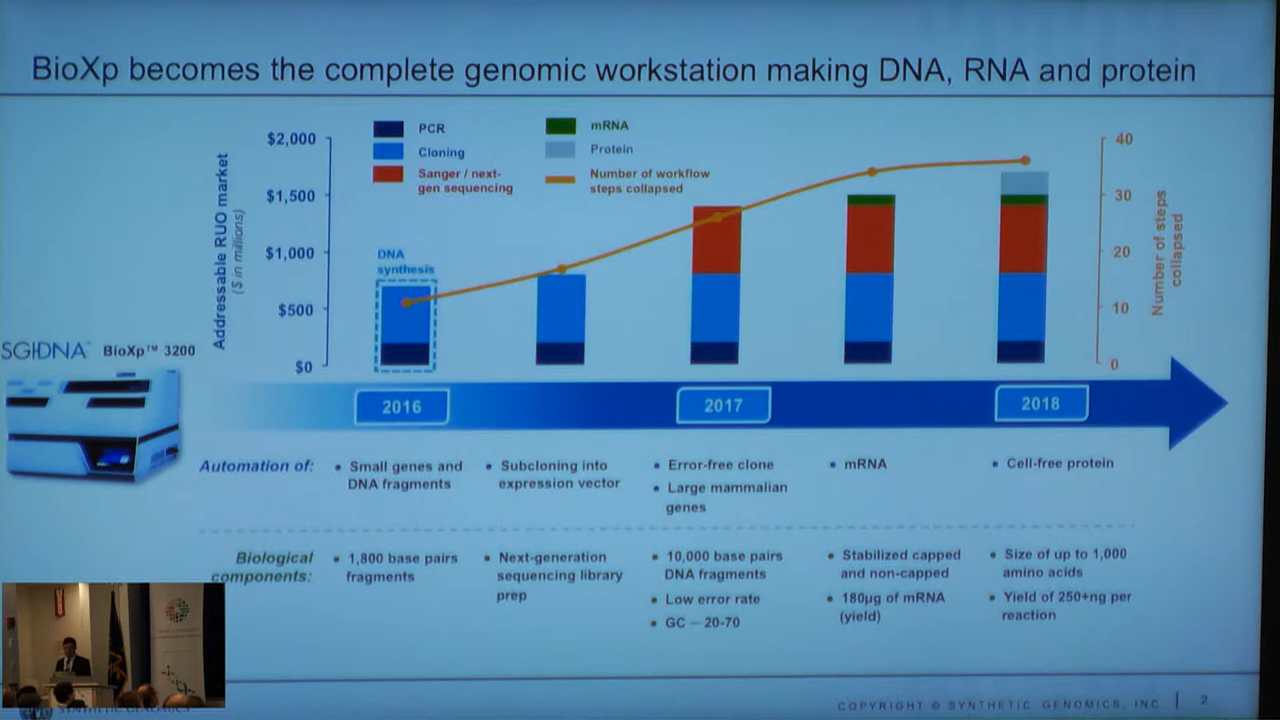 BioXp becomes the complete genomic workstation making DNA, RNA and protein
Addressable RUO market
($ in millions)
$2,000
$1,500
$1,000
$500
$0
PCR
Cloning
Sanger / next-
gen sequencing
mRNA
Protein
Number of workflow
steps collapsed
DNA
synthesis
40
30
20
10
0
Number of steps
collapsed
SGI-DNA™ BioXp™ 3200
2016
2017
2018
Automation of:
• Small genes and
DNA fragments
• Subcloning into
expression vector
• Error-free clone
• Large mammalian
genes
• mRNA
• Cell-free protein
Biological
components:
• 1,800 base pairs
fragments
• Next-generation
sequencing library
prep
• 10,000 base pairs
DNA fragments
• Low error rate
• GC – 20-70
• Stabilized capped
and non-capped
• 180µg of mRNA
(yield)
• Size of up to 1,000
amino acids
• Yield of 250+ng per
reaction
SYNTHETIC GENOMICS
COPYRIGHT © SYNTHETIC GENOMICS, INC. | 2